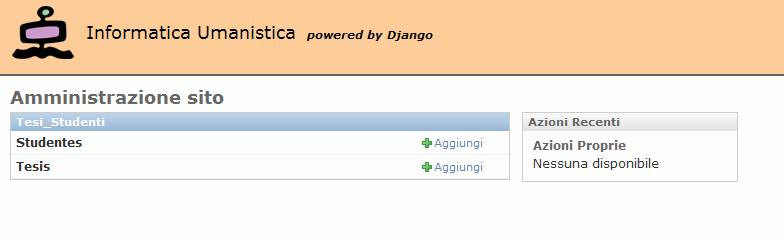 Informatica Umanistica powered by Django
Amministrazione sito
Tesi_Studenti
Studentes Aggiungi
Tesis Aggiungi
Azioni Recenti
Azioni Proprie
Nessuna disponibile